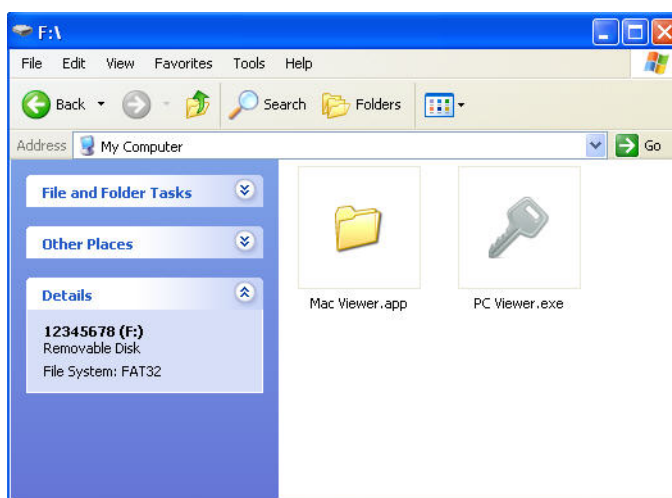 F:\
File Edit View Favorites Tools Help
Back Search Folders
Address My Computer Go
File and Folder Tasks
Other Places
Details
12345678 (F:)
Removable Disk
File System: FAT32
Mac Viewer.app PC Viewer.exe